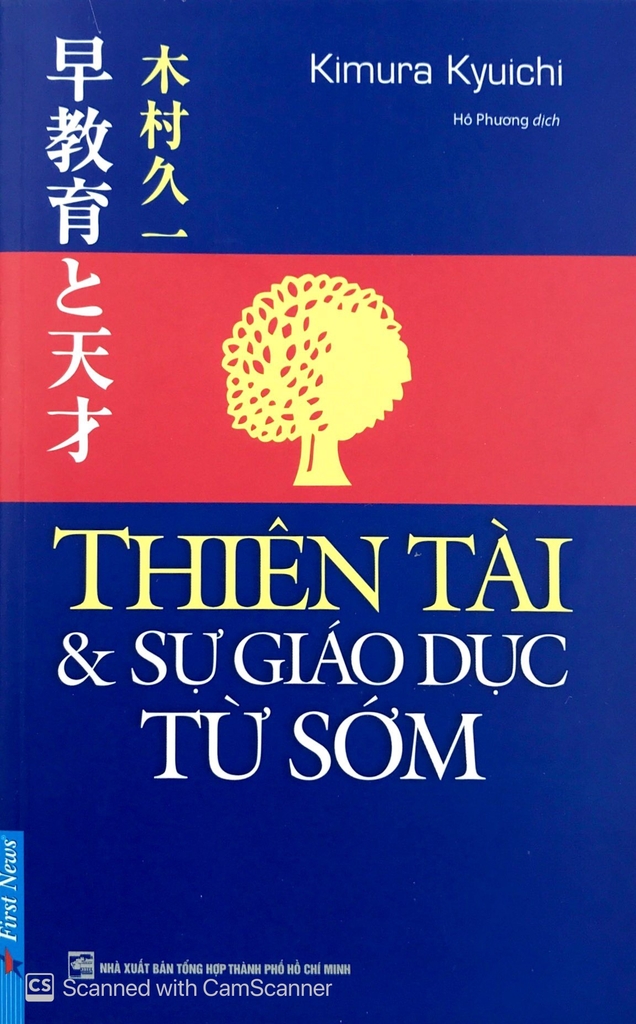 早教育と天才
木村久一
Kimura Kyuichi
Hồ Phương dịch
THIÊN TÀI
& SỰ GIÁO DỤC
TỪ SỚM
First News
NHÀ XUẤT BẢN TỔNG HỢP THÀNH PHỐ HỒ CHÍ MINH
CS Scanned with CamScanner